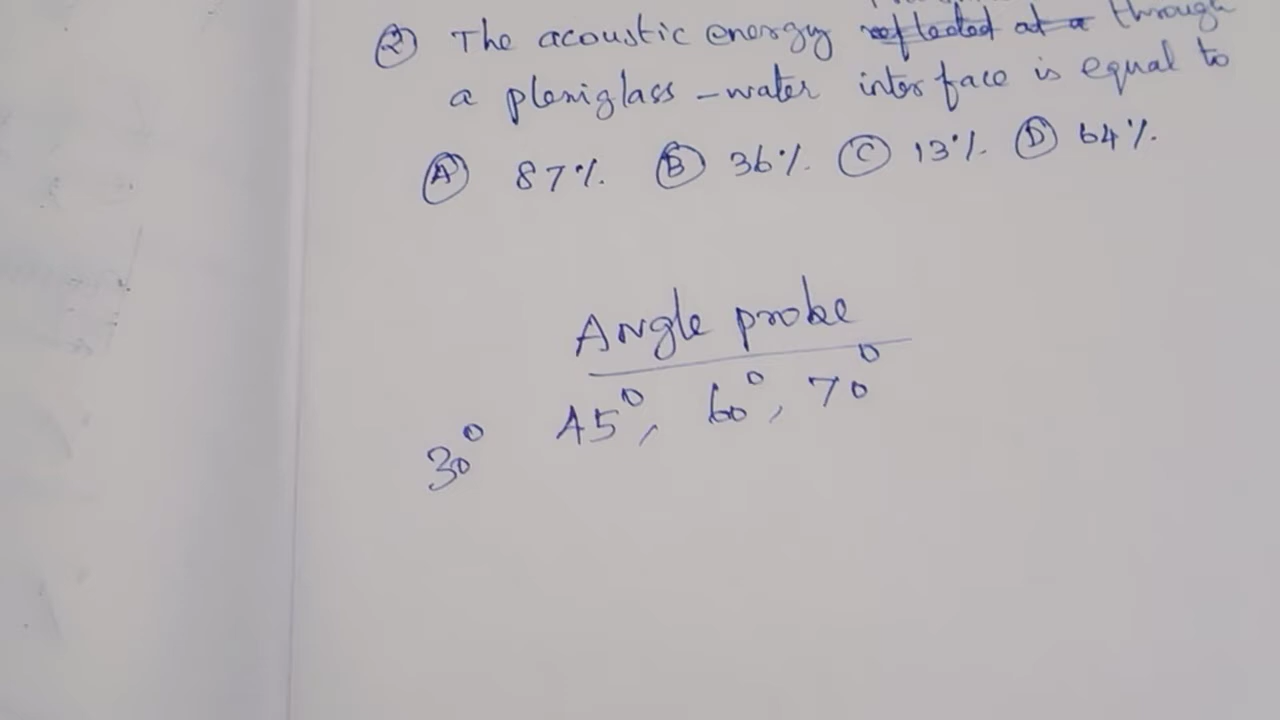 ② The acoustic energy reflected at a through
a plexiglass - water interface is equal to
Ⓐ 87% Ⓑ 36% Ⓒ 13% Ⓓ 64%.
Angle probe
30° 45°, 60°, 70°